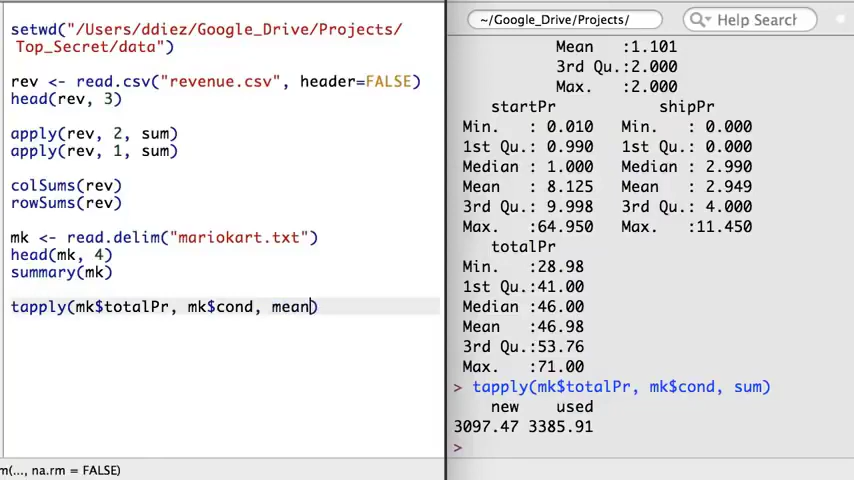 setwd("/Users/ddiez/Google_Drive/Projects/
Top_Secret/data")
rev <- read.csv("revenue.csv", header=FALSE)
head(rev, 3)
apply(rev, 2, sum)
apply(rev, 1, sum)
colSums(rev)
rowSums(rev)
mk <- read.delim("mariokart.txt")
head(mk, 4)
summary(mk)
tapply(mk$totalPr, mk$cond, mean)
m(..., na.rm = FALSE)
~/Google_Drive/Projects/
Help Search
Mean :1.101
3rd Qu.:2.000
Max. :2.000
startPr shipPr
Min. : 0.010 Min. : 0.000
1st Qu.: 0.990 1st Qu.: 0.000
Median : 1.000 Median : 2.990
Mean : 8.125 Mean : 2.949
3rd Qu.: 9.998 3rd Qu.: 4.000
Max. :64.950 Max. :11.450
totalPr
Min. :28.98
1st Qu.:41.00
Median :46.00
Mean :46.98
3rd Qu.:53.76
Max. :71.00
> tapply(mk$totalPr, mk$cond, sum)
new used
3097.47 3385.91
>